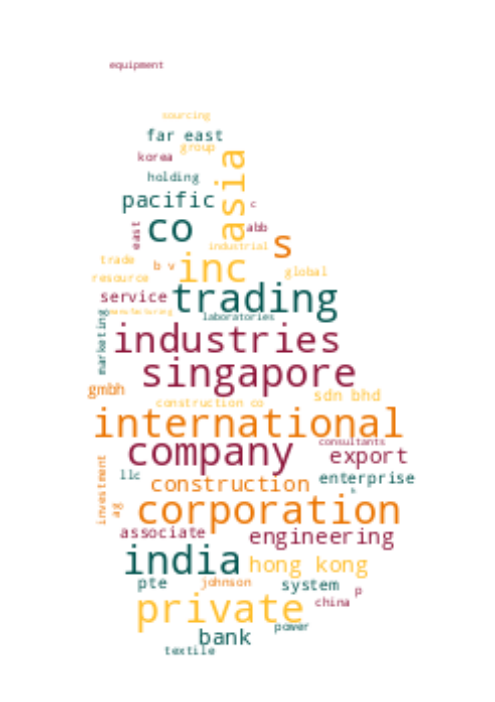 equipment
sourcing
far east
group
korea
asia
holding
pacific
c
co
east
abb
s
industrial
trade
b v
inc
global
resource
service
trading
manufacturing
laboratories
marketing
industries
singapore
gmbh
sdn bhd
construction co
international
consultants
company
export
llc
enterprise
investment
construction
h
ag
corporation
associate
engineering
india
hong kong
pte
johnson
system
p
private
china
power
bank
textile